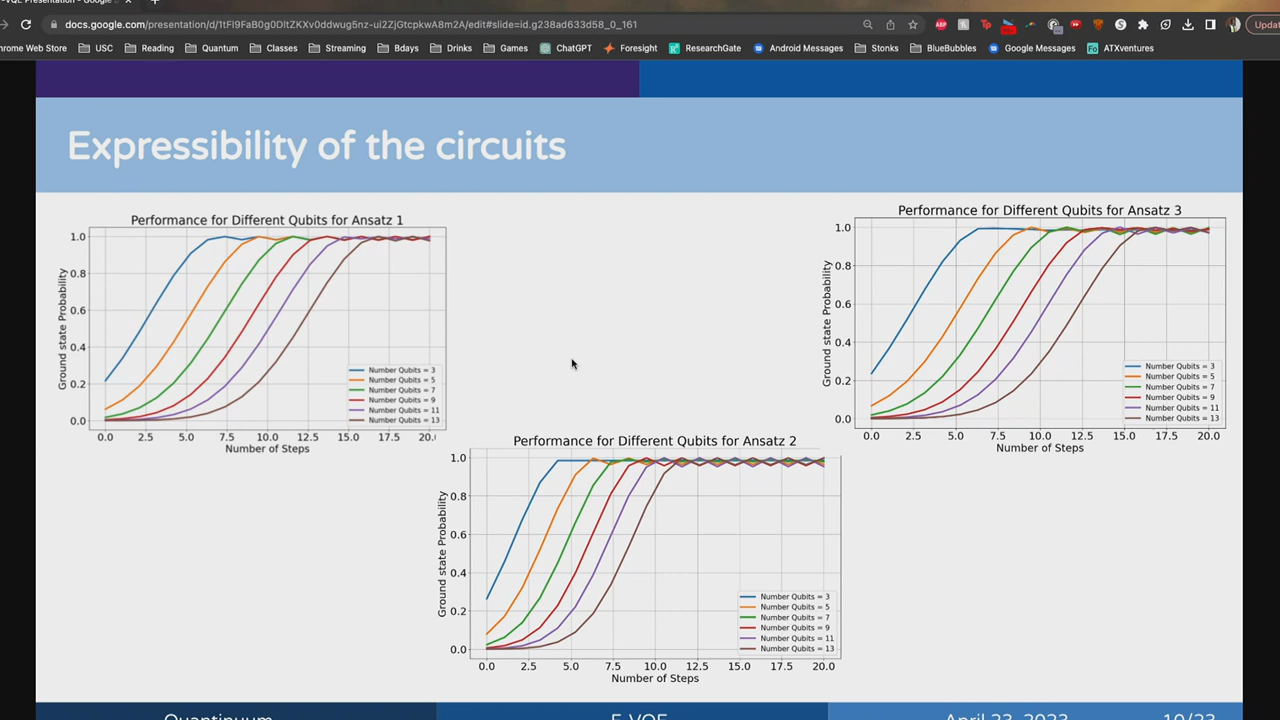 docs.google.com/presentation/d/1tFl9FaB0g0DltZKXv0ddwug5nz-ui2ZjGtcpkwA8m2A/edit#slide=id.g238ad633d58_0_161
Chrome Web Store USC Reading Quantum Classes Streaming Bdays Drinks Games ChatGPT Foresight ResearchGate Android Messages Stonks BlueBubbles Google Messages ATXventures
Expressibility of the circuits
Performance for Different Qubits for Ansatz 1
Ground state Probability
1.0
0.8
0.6
0.4
0.2
0.0
Number Qubits = 3
Number Qubits = 5
Number Qubits = 7
Number Qubits = 9
Number Qubits = 11
Number Qubits = 13
0.0 2.5 5.0 7.5 10.0 12.5 15.0 17.5 20.0
Number of Steps
Performance for Different Qubits for Ansatz 3
Ground state Probability
1.0
0.8
0.6
0.4
0.2
0.0
Number Qubits = 3
Number Qubits = 5
Number Qubits = 7
Number Qubits = 9
Number Qubits = 11
Number Qubits = 13
0.0 2.5 5.0 7.5 10.0 12.5 15.0 17.5 20.0
Number of Steps
Performance for Different Qubits for Ansatz 2
Ground state Probability
1.0
0.8
0.6
0.4
0.2
0.0
Number Qubits = 3
Number Qubits = 5
Number Qubits = 7
Number Qubits = 9
Number Qubits = 11
Number Qubits = 13
0.0 2.5 5.0 7.5 10.0 12.5 15.0 17.5 20.0
Number of Steps
Quantinuum April 23, 2023 10/23